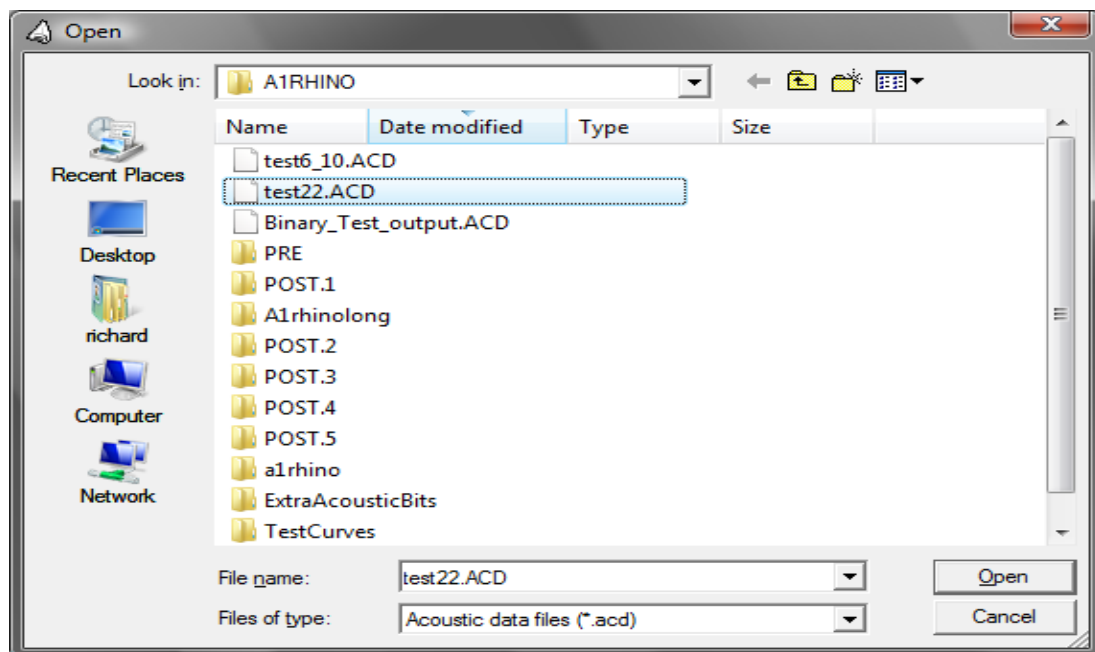 Open
Look in: A1RHINO
Name Date modified Type Size
Recent Places
Desktop
richard
Computer
Network
test6_10.ACD
test22.ACD
Binary_Test_output.ACD
PRE
POST.1
A1rhinolong
POST.2
POST.3
POST.4
POST.5
a1rhino
ExtraAcousticBits
TestCurves
File name: test22.ACD Open
Files of type: Acoustic data files (*.acd) Cancel